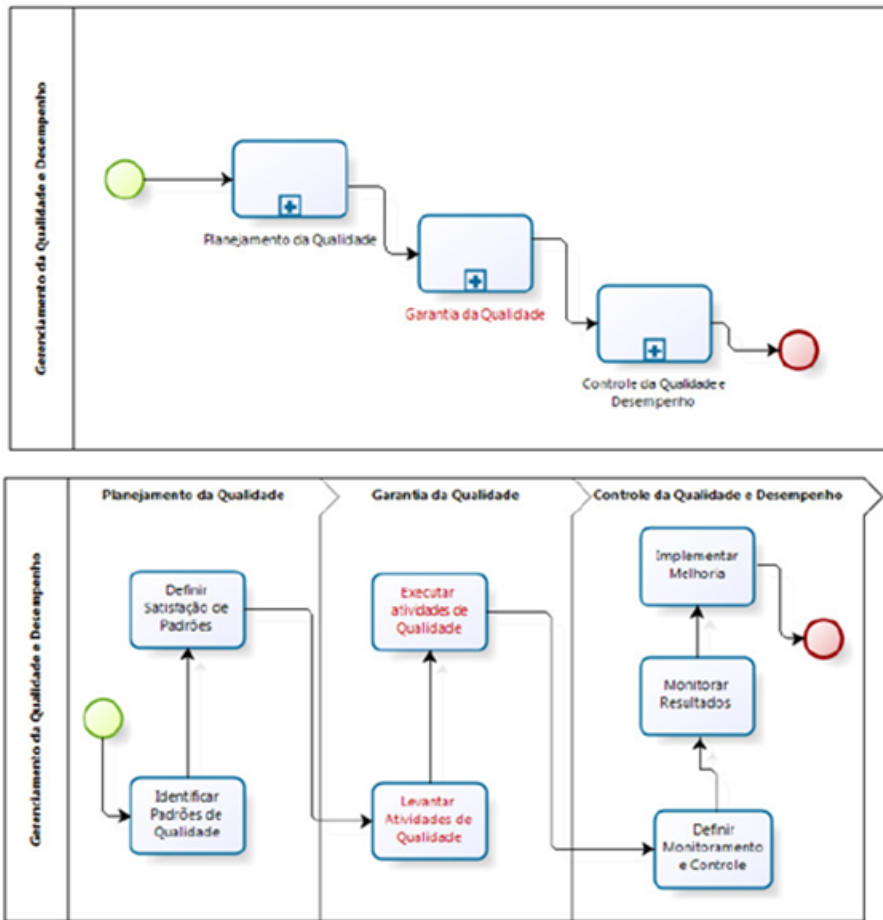 Gerenciamento da Qualidade e Desempenho
Planejamento da Qualidade
Garantia da Qualidade
Controle da Qualidade e
Desempenho
Gerenciamento da Qualidade e Desempenho
Planejamento da Qualidade
Garantia da Qualidade
Controle da Qualidade e Desempenho
Definir
Satisfação de
Padrões
Identificar
Padrões de
Qualidade
Executar
atividades de
Qualidade
Levantar
Atividades de
Qualidade
Implementar
Melhoria
Monitorar
Resultados
Definir
Monitoramento
e Controle